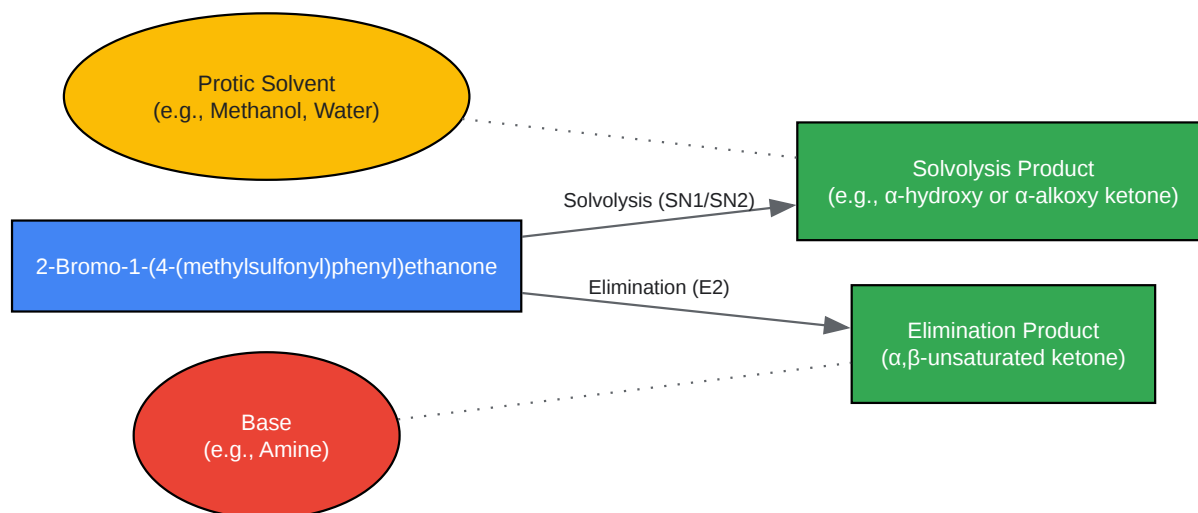 Protic Solvent
(e.g., Methanol, Water)
Solvolysis Product
(e.g., α-hydroxy or α-alkoxy ketone)
Solvolysis (SN1/SN2)
2-Bromo-1-(4-(methylsulfonyl)phenyl)ethanone
Elimination (E2)
Elimination Product
(α,β-unsaturated ketone)
Base
(e.g., Amine)